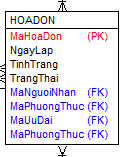 HOADON
MaHoaDon (PK)
NgayLap
TinhTrang
TrangThai
MaNguoiNhan (FK)
MaPhuongThuc (FK)
MaUuDai (FK)
MaPhuongThuc (FK)